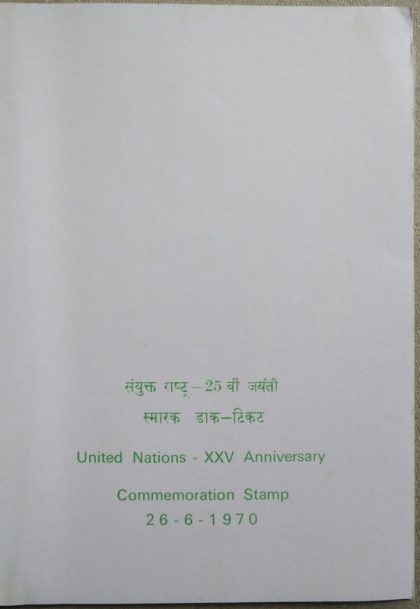 संयुक्त राष्ट्र – 25 वीं जयंती
स्मारक डाक–टिकट
United Nations - XXV Anniversary
Commemoration Stamp
26-6-1970